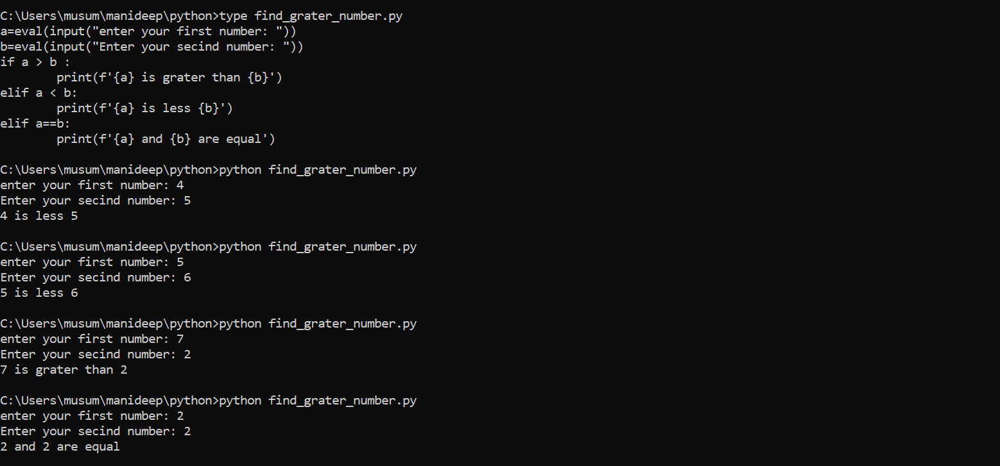 C:\Users\musum\manideep\python>type find_grater_number.py
a=eval(input("enter your first number: "))
b=eval(input("Enter your secind number: "))
if a > b :
        print(f'{a} is grater than {b}')
elif a < b:
        print(f'{a} is less {b}')
elif a==b:
        print(f'{a} and {b} are equal')

C:\Users\musum\manideep\python>python find_grater_number.py
enter your first number: 4
Enter your secind number: 5
4 is less 5

C:\Users\musum\manideep\python>python find_grater_number.py
enter your first number: 5
Enter your secind number: 6
5 is less 6

C:\Users\musum\manideep\python>python find_grater_number.py
enter your first number: 7
Enter your secind number: 2
7 is grater than 2

C:\Users\musum\manideep\python>python find_grater_number.py
enter your first number: 2
Enter your secind number: 2
2 and 2 are equal